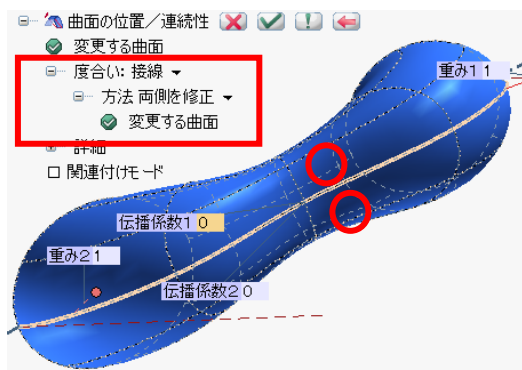 曲面の位置／連続性
変更する曲面
度合い: 接線
方法 両側を修正
変更する曲面
詳細
関連付けモード
重み1 1
伝播係数1 0
重み2 1
伝播係数2 0